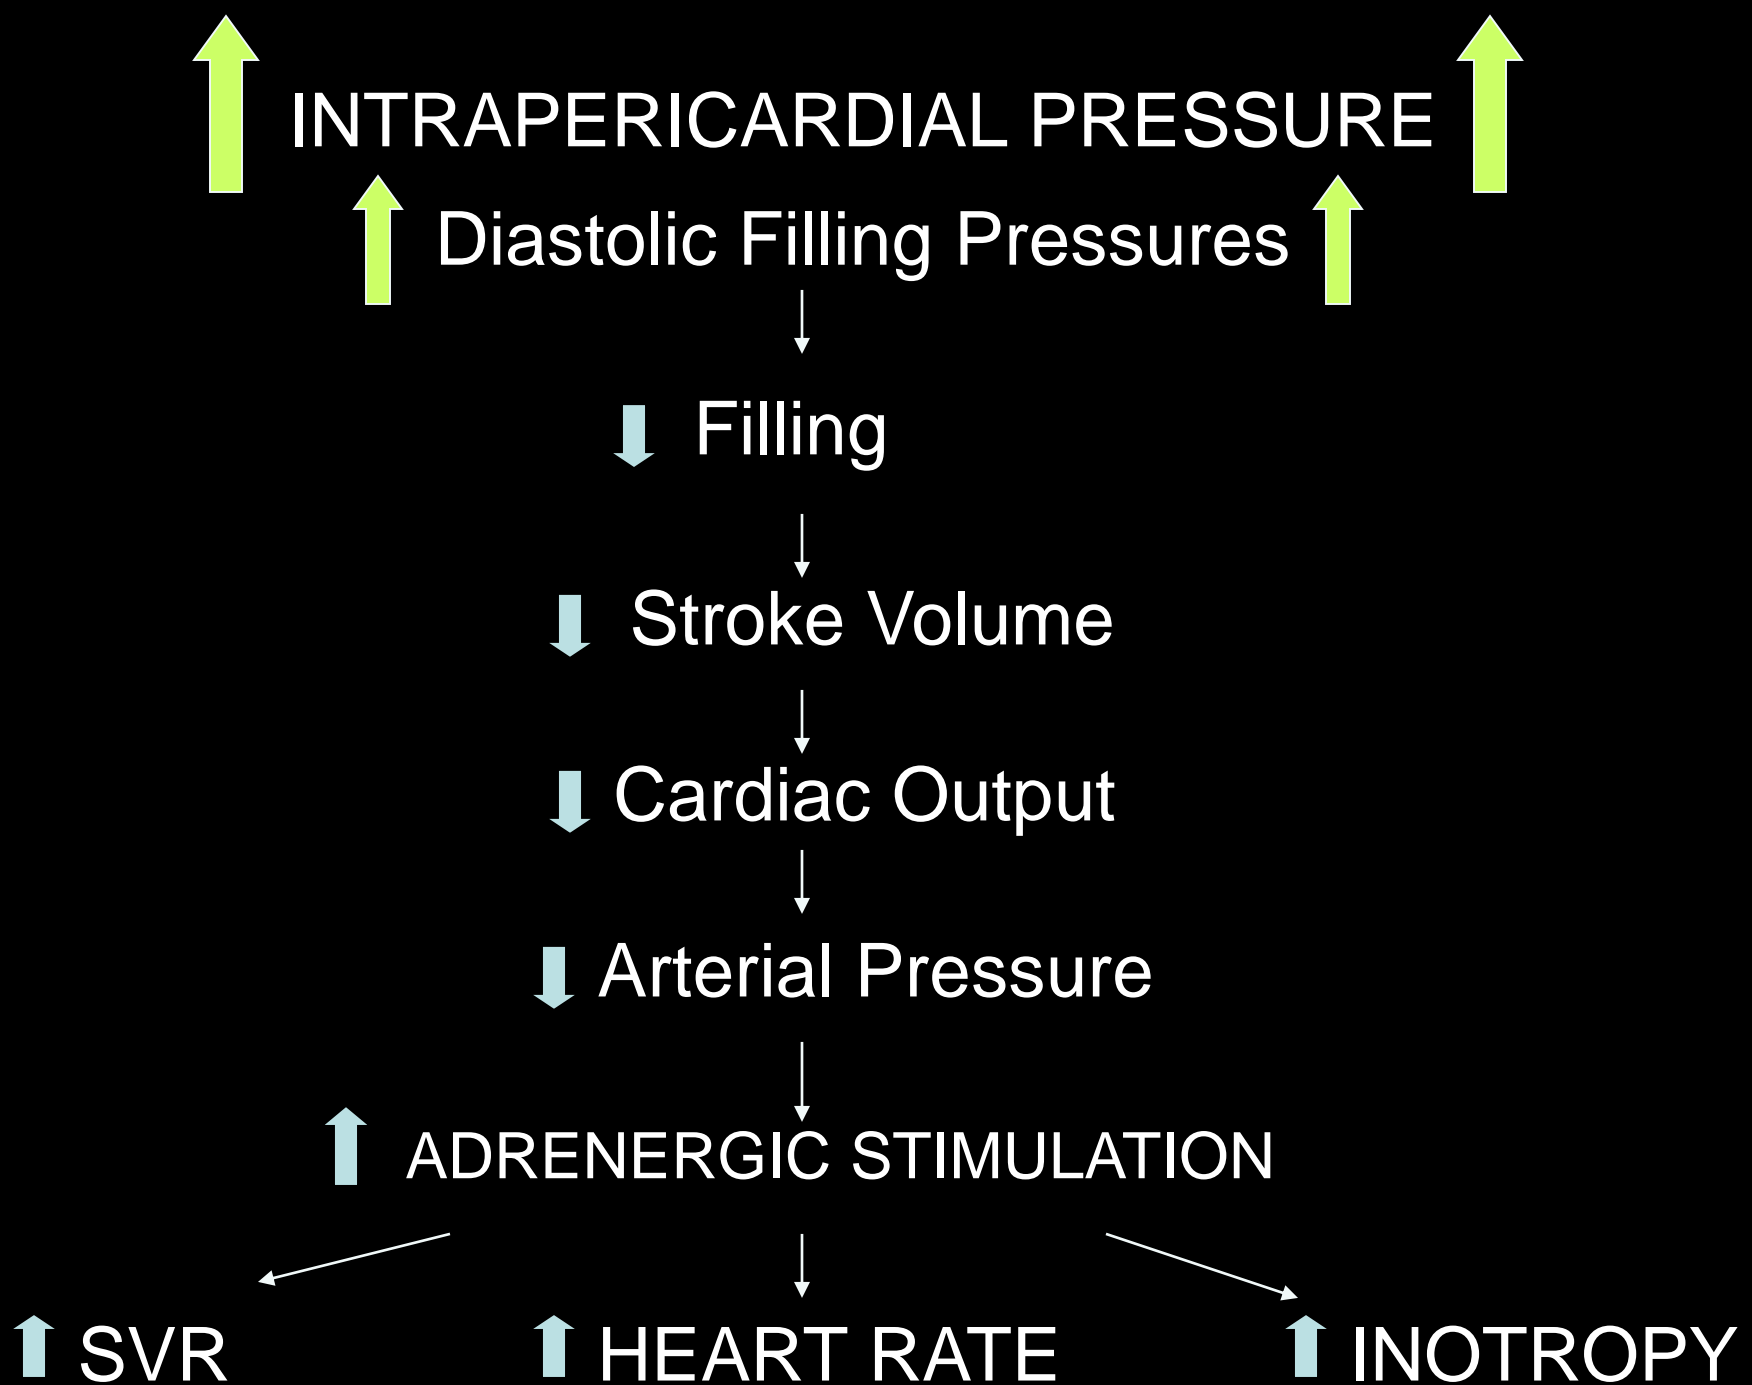 INTRAPERICARDIAL PRESSURE
Diastolic Filling Pressures
Filling
Stroke Volume
Cardiac Output
Arterial Pressure
ADRENERGIC STIMULATION
SVR HEART RATE INOTROPY